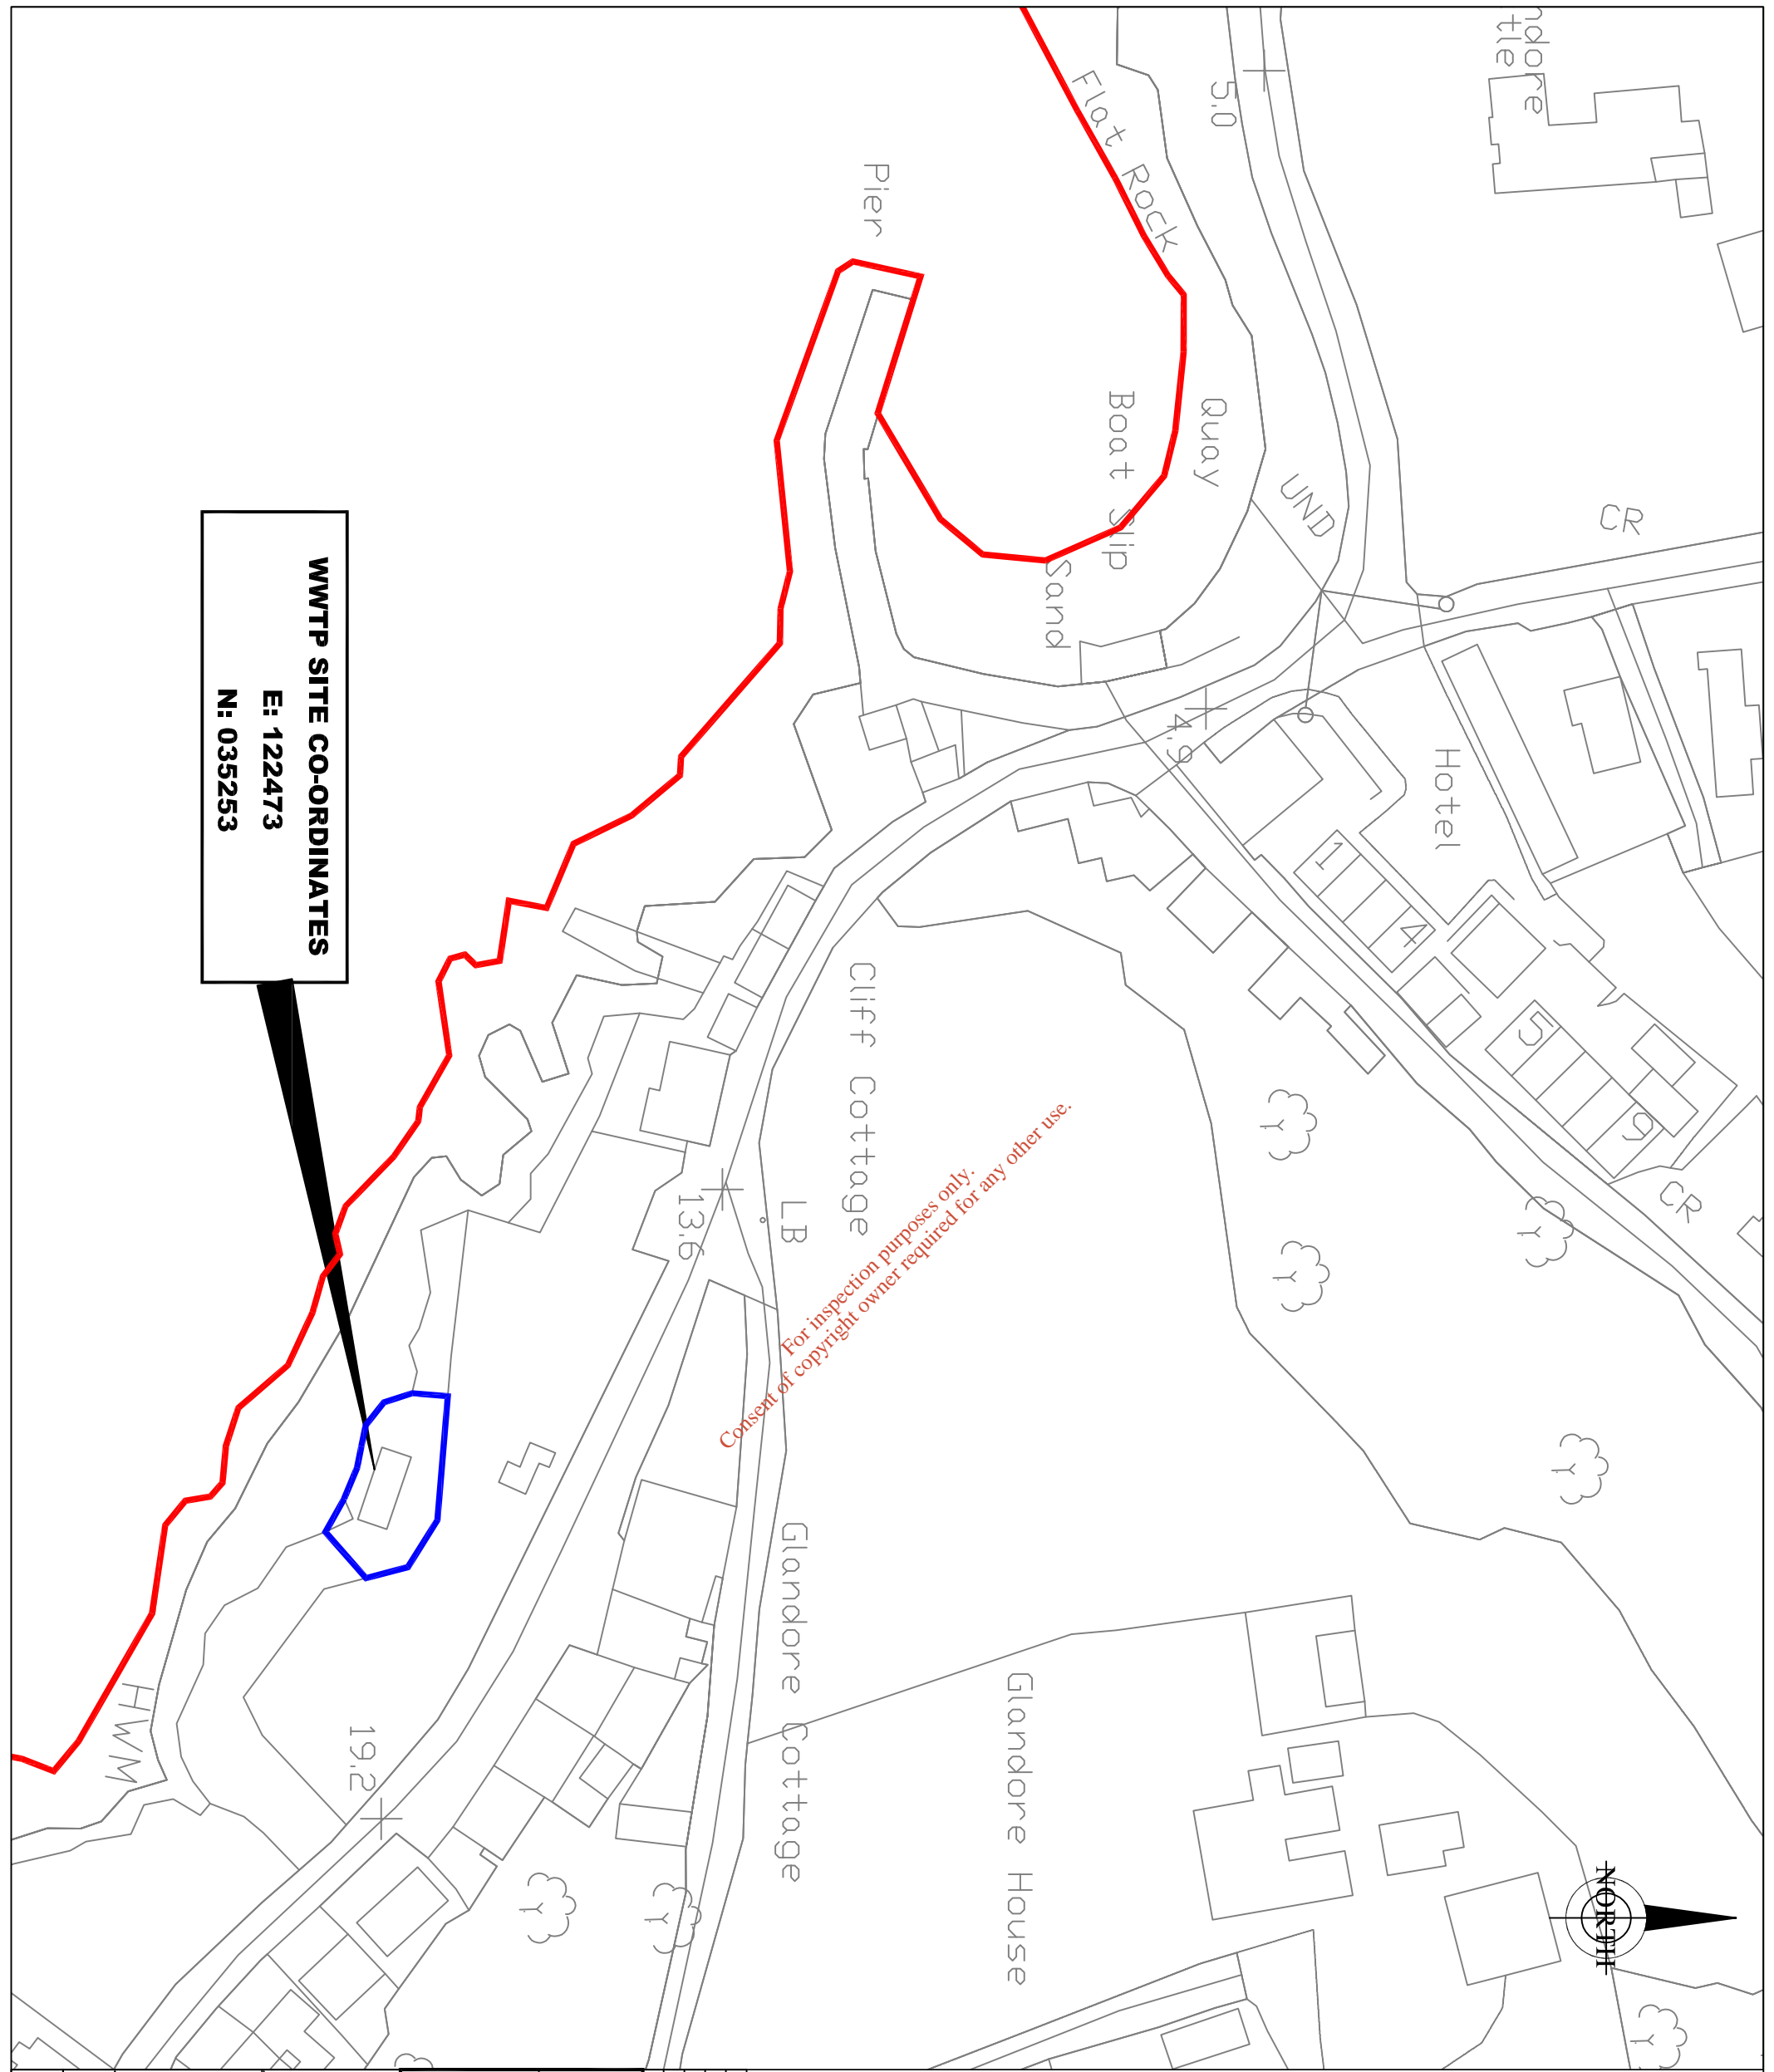 ndore
tle
5.0
Flat Rock
Pier
Quay
Boat Slip
Sand
UND
CR
4.9
Hotel
1
4
5
9
CR
WWTP SITE CO-ORDINATES
E: 122473
N: 035253
Cliff Cottage
LB
13.6
For inspection purposes only.
Consent of copyright owner required for any other use.
Glandore Cottage
Glandore House
HWM
19.2
NORTH